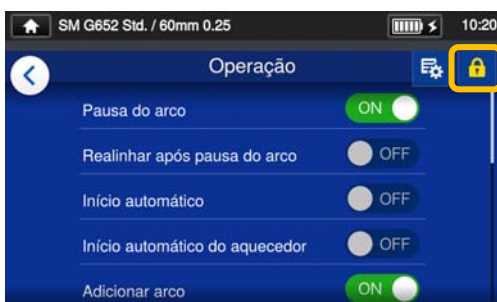 SM G652 Std. / 60mm 0.25 10:20
Operação
Pausa do arco ON
Realinhar após pausa do arco OFF
Início automático OFF
Início automático do aquecedor OFF
Adicionar arco ON